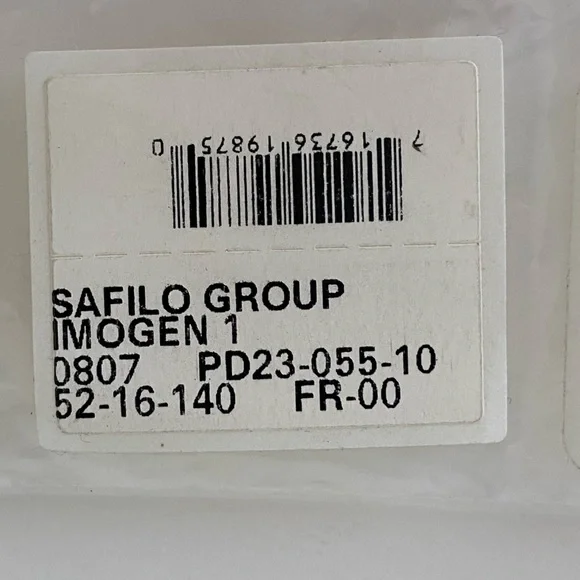 7 16736 19875 0
SAFILO GROUP
IMOGEN 1
0807 PD23-055-10
52-16-140 FR-00